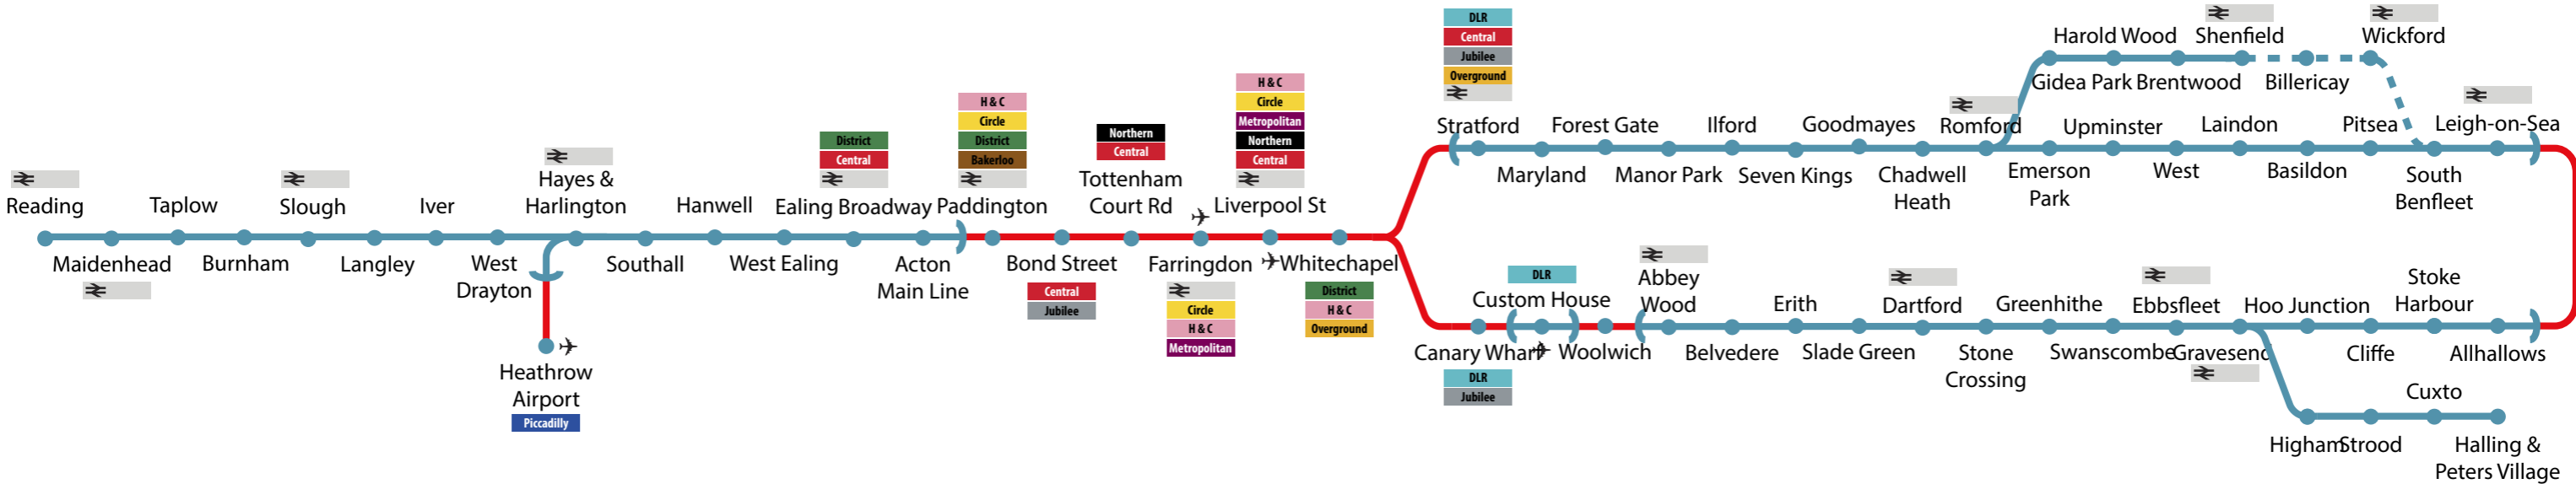 DLR
Central
Jubilee
Overground
Harold Wood
Shenfield
Wickford
Gidea Park
Brentwood
Billericay
H & C
Circle
Metropolitan
Northern
Central
H & C
Circle
District
Bakerloo
Northern
Central
District
Central
Stratford
Forest Gate
Ilford
Goodmayes
Romford
Upminster
Laindon
Pitsea
Leigh-on-Sea
Maryland
Manor Park
Seven Kings
Chadwell
Heath
Emerson
Park
West
Basildon
South
Benfleet
Reading
Taplow
Slough
Iver
Hayes &
Harlington
Hanwell
Ealing Broadway
Paddington
Tottenham
Court Rd
Liverpool St
Maidenhead
Burnham
Langley
West
Drayton
Southall
West Ealing
Acton
Main Line
Bond Street
Central
Jubilee
Farringdon
Circle
H & C
Metropolitan
Whitechapel
District
H & C
Overground
Heathrow
Airport
Piccadilly
DLR
Custom House
Abbey
Wood
Erith
Dartford
Greenhithe
Ebbsfleet
Hoo Junction
Stoke
Harbour
Canary Wharf
DLR
Jubilee
Woolwich
Belvedere
Slade Green
Stone
Crossing
Swanscombe
Gravesend
Cliffe
Allhallows
Cuxto
Higham
Strood
Halling &
Peters Village